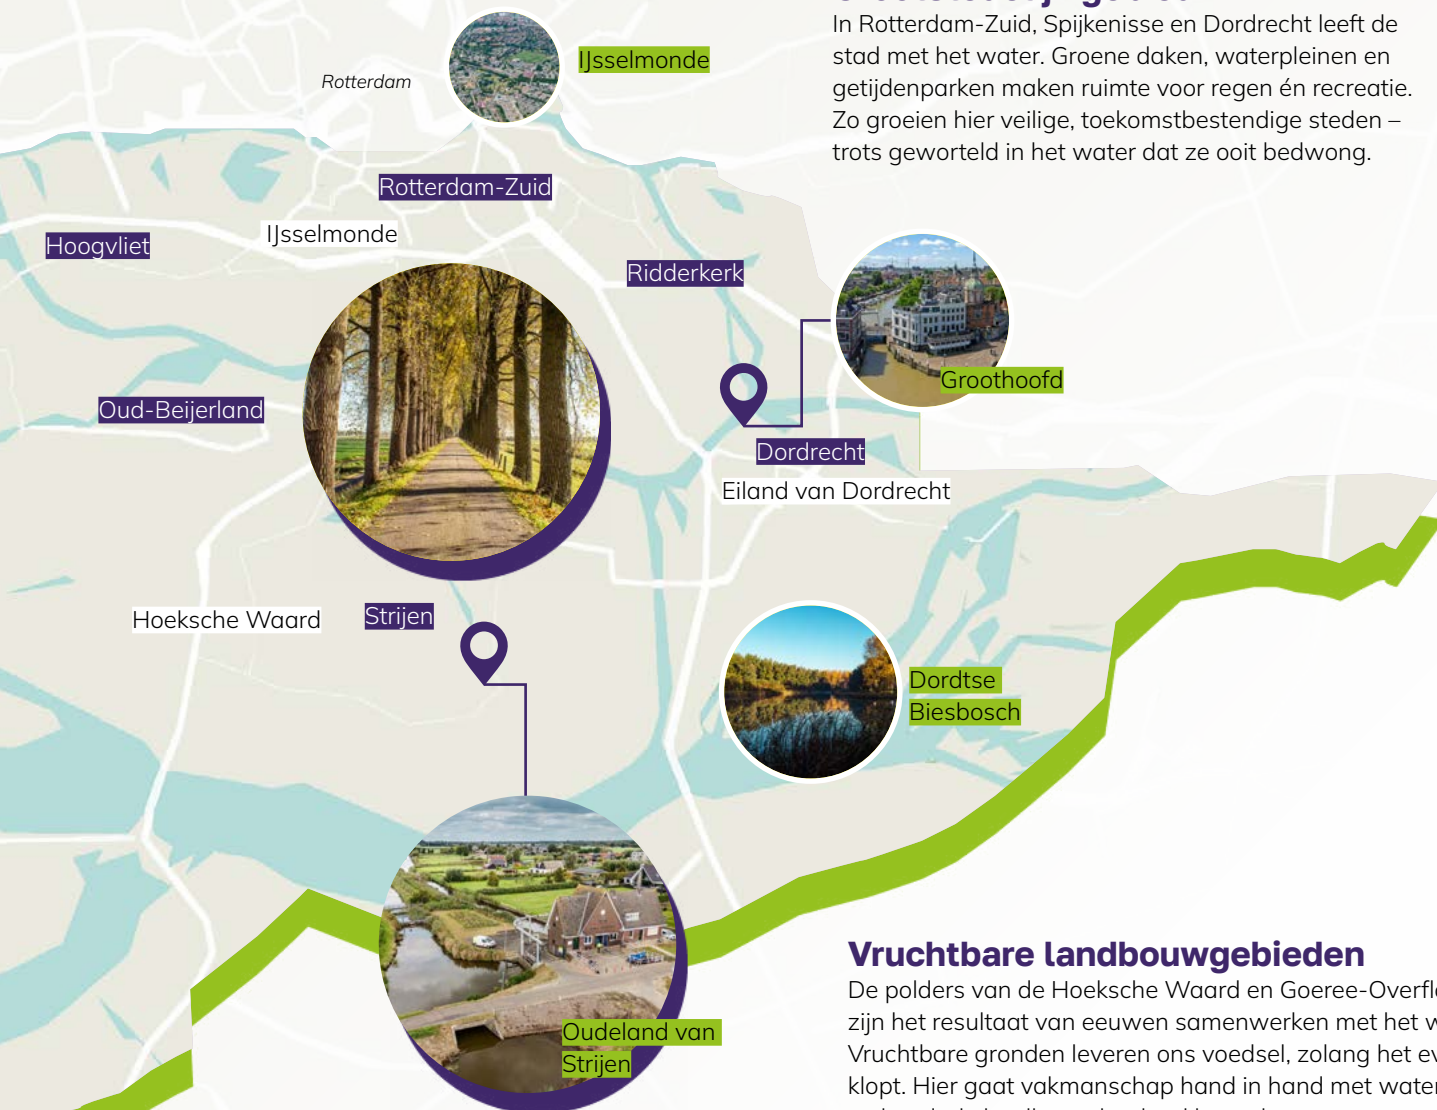 In Rotterdam-Zuid, Spijkenisse en Dordrecht leeft de
stad met het water. Groene daken, waterpleinen en
getijdenparken maken ruimte voor regen én recreatie.
Zo groeien hier veilige, toekomstbestendige steden –
trots geworteld in het water dat ze ooit bedwong.
IJsselmonde
Rotterdam
Rotterdam-Zuid
IJsselmonde
Hoogvliet
Ridderkerk
Groothoofd
Oud-Beijerland
Dordrecht
Eiland van Dordrecht
Strijen
Hoeksche Waard
Dordtse
Biesbosch
Oudeland van
Strijen
Vruchtbare landbouwgebieden
De polders van de Hoeksche Waard en
zijn het resultaat van eeuwen samenwerken met het
Vruchtbare gronden leveren ons voedsel, zolang het
klopt. Hier gaat vakmanschap hand in hand met